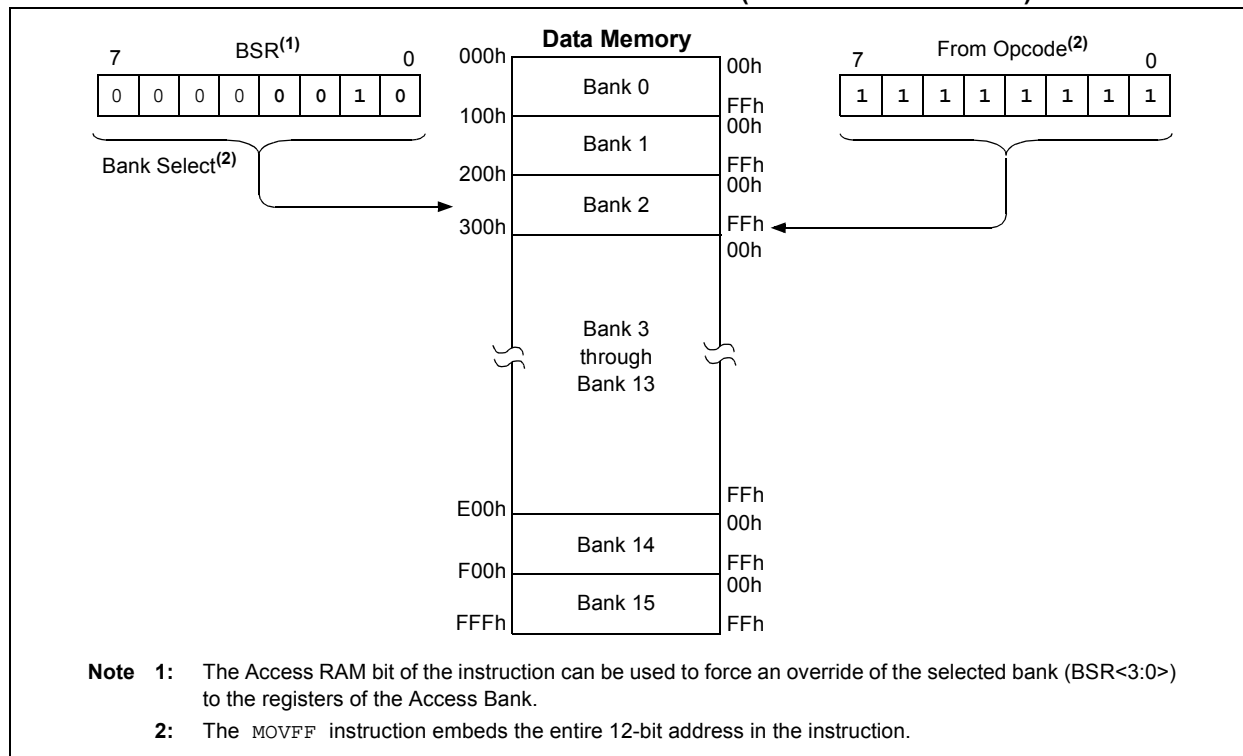 7 BSR(1) 0
0 0 0 0 0 0 1 0
Bank Select(2)
Data Memory
000h
00h
Bank 0
FFh
100h
00h
Bank 1
FFh
200h
00h
Bank 2
300h
FFh
00h
Bank 3
through
Bank 13
FFh
E00h
00h
Bank 14
FFh
F00h
00h
Bank 15
FFFh
FFh
7 From Opcode(2) 0
1 1 1 1 1 1 1 1
Note 1: The Access RAM bit of the instruction can be used to force an override of the selected bank (BSR<3:0>)
to the registers of the Access Bank.
2: The MOVFF instruction embeds the entire 12-bit address in the instruction.